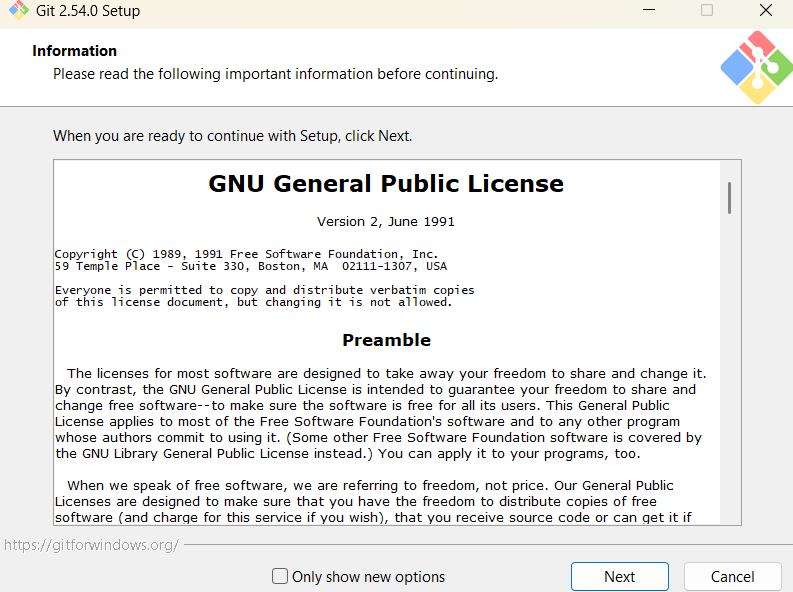 Git 2.54.0 Setup
Information
Please read the following important information before continuing.
When you are ready to continue with Setup, click Next.
GNU General Public License
Version 2, June 1991
Copyright (C) 1989, 1991 Free Software Foundation, Inc.
59 Temple Place - Suite 330, Boston, MA  02111-1307, USA
Everyone is permitted to copy and distribute verbatim copies
of this license document, but changing it is not allowed.
Preamble
The licenses for most software are designed to take away your freedom to share and change it.
By contrast, the GNU General Public License is intended to guarantee your freedom to share and
change free software--to make sure the software is free for all its users. This General Public
License applies to most of the Free Software Foundation's software and to any other program
whose authors commit to using it. (Some other Free Software Foundation software is covered by
the GNU Library General Public License instead.) You can apply it to your programs, too.
When we speak of free software, we are referring to freedom, not price. Our General Public
Licenses are designed to make sure that you have the freedom to distribute copies of free
software (and charge for this service if you wish), that you receive source code or can get it if
https://gitforwindows.org/
Only show new options
Next
Cancel